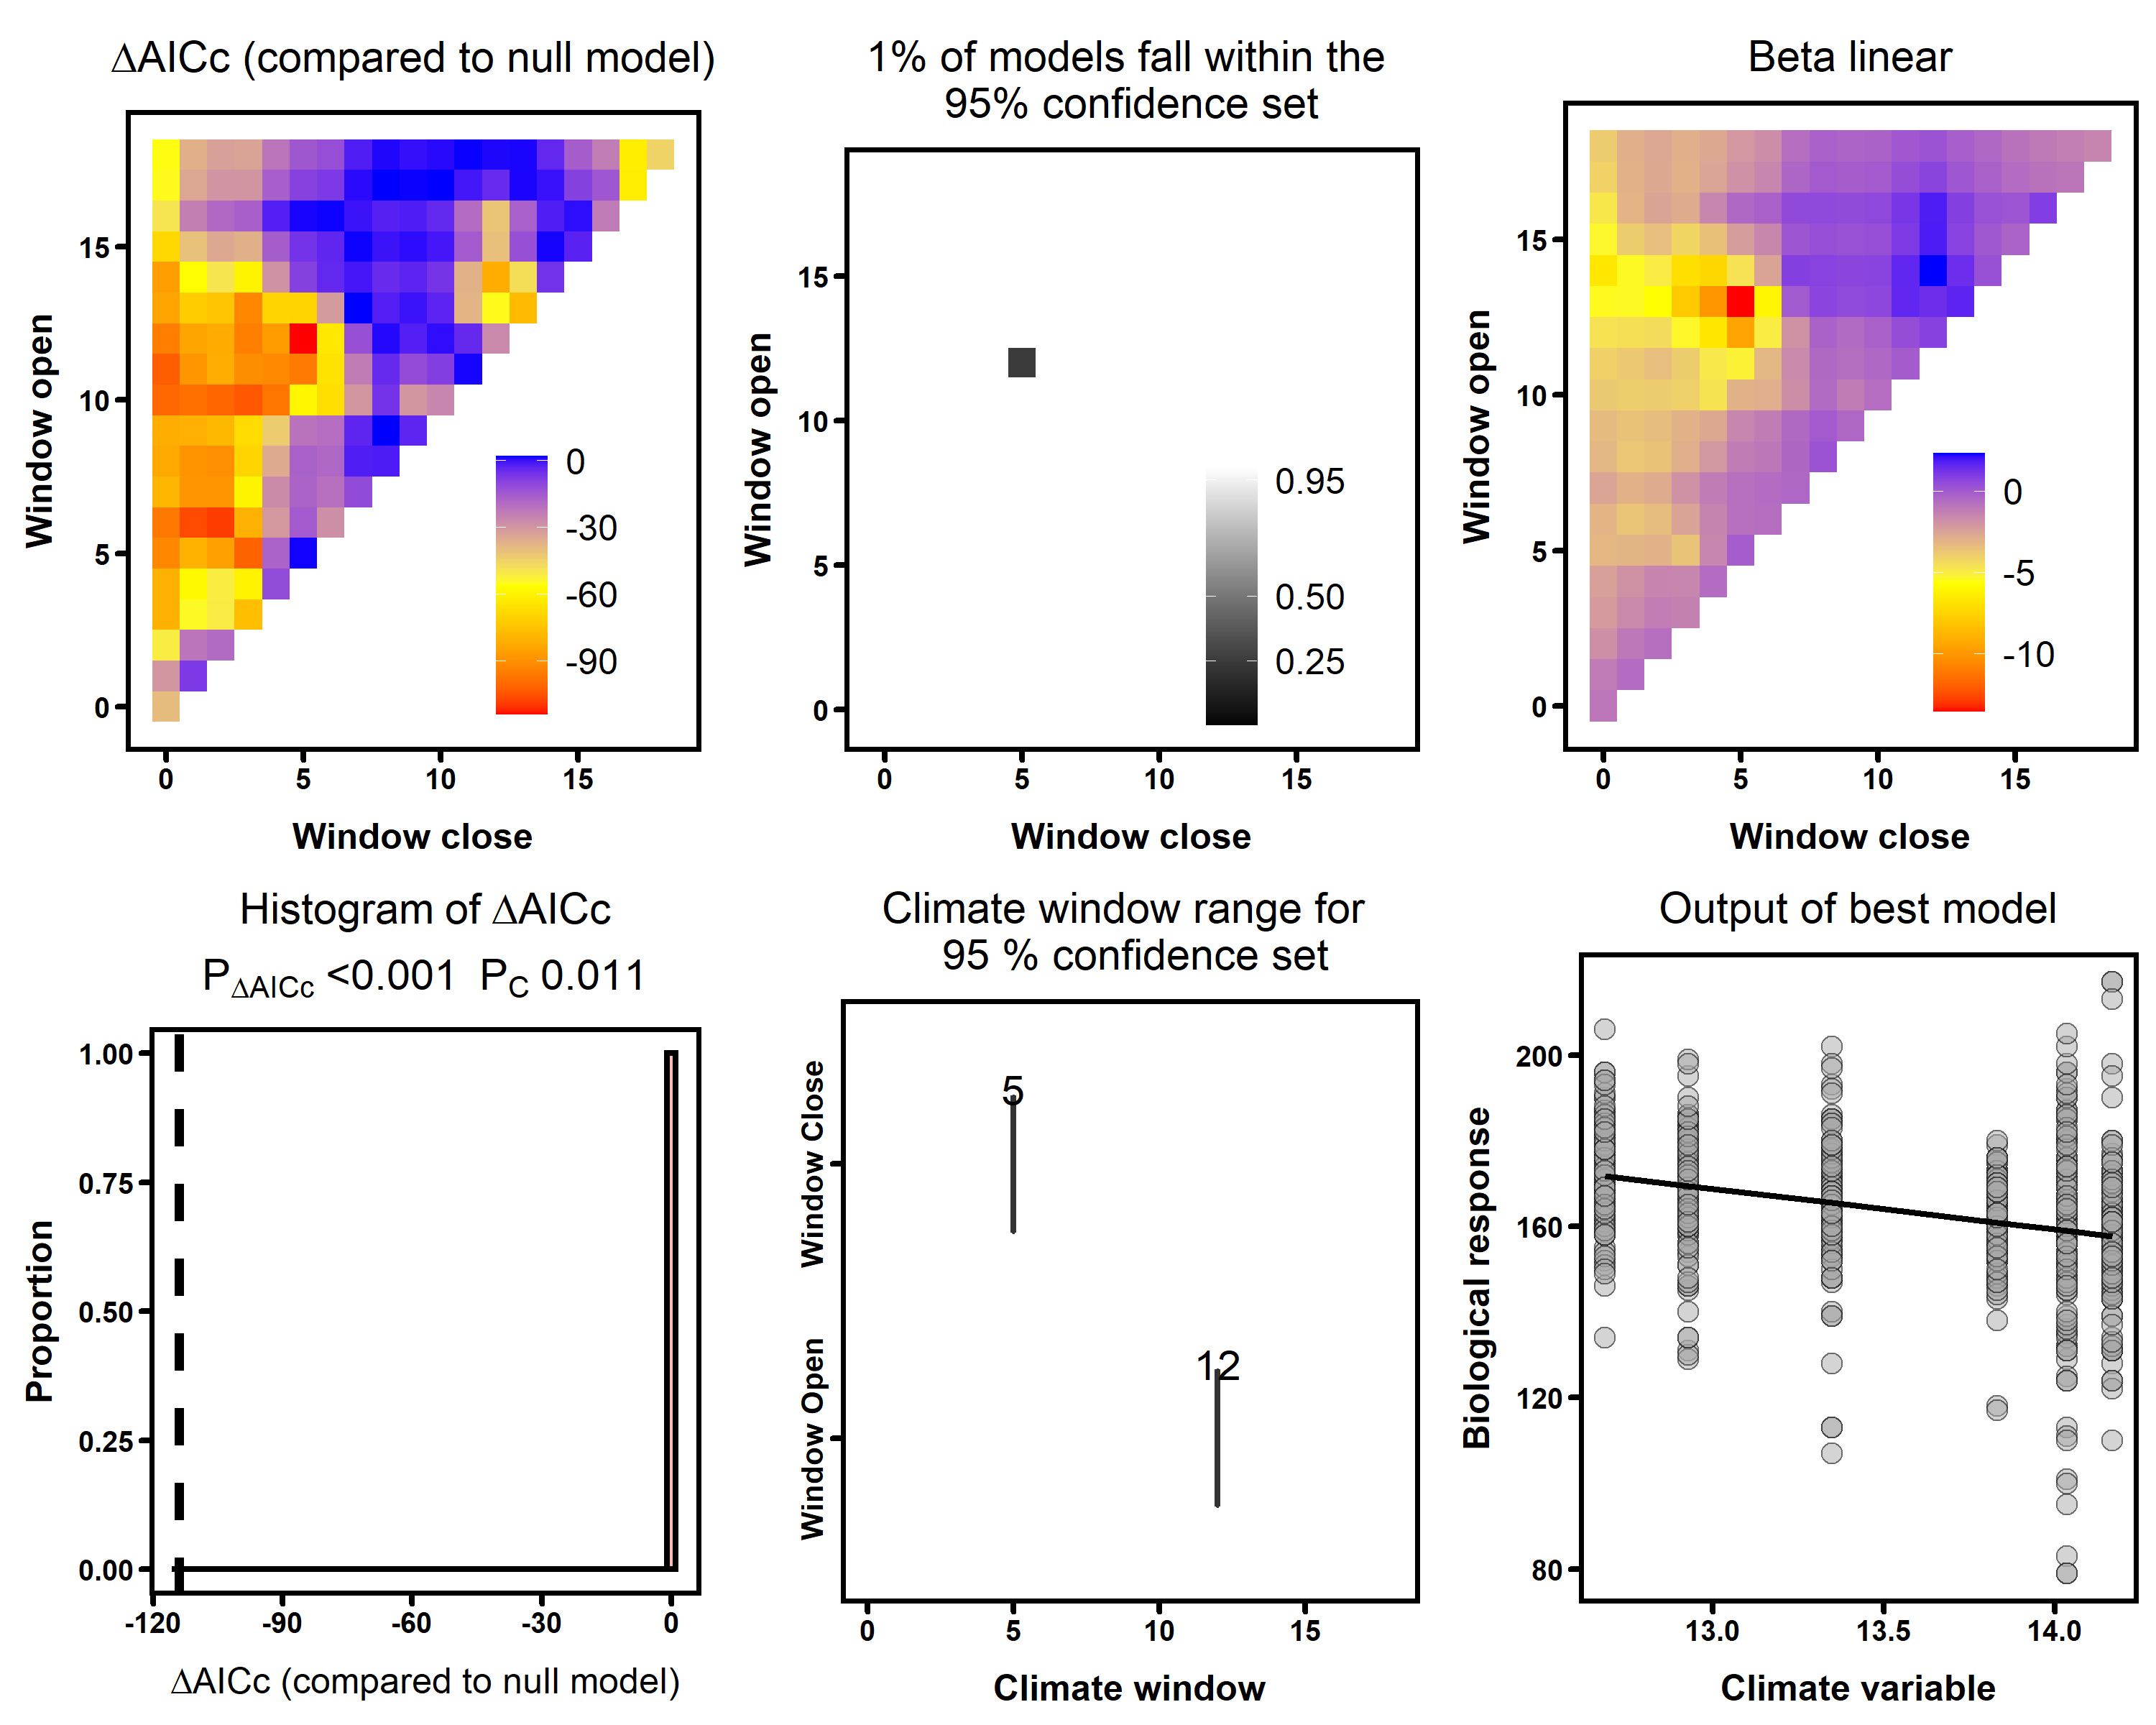 ΔAICc (compared to null model)
Window open
15
10
5
0
0
-30
-60
-90
0
5
10
15
Window close
1% of models fall within the
95% confidence set
Window open
15
10
5
0
0.95
0.50
0.25
0
5
10
15
Window close
Beta linear
Window open
15
10
5
0
0
-5
-10
0
5
10
15
Window close
Histogram of ΔAICc
PΔAICc <0.001 PC 0.011
Proportion
1.00
0.75
0.50
0.25
0.00
-120
-90
-60
-30
0
ΔAICc (compared to null model)
Climate window range for
95 % confidence set
Window Close
Window Open
5
12
0
5
10
15
Climate window
Output of best model
Biological response
200
160
120
80
13.0
13.5
14.0
Climate variable